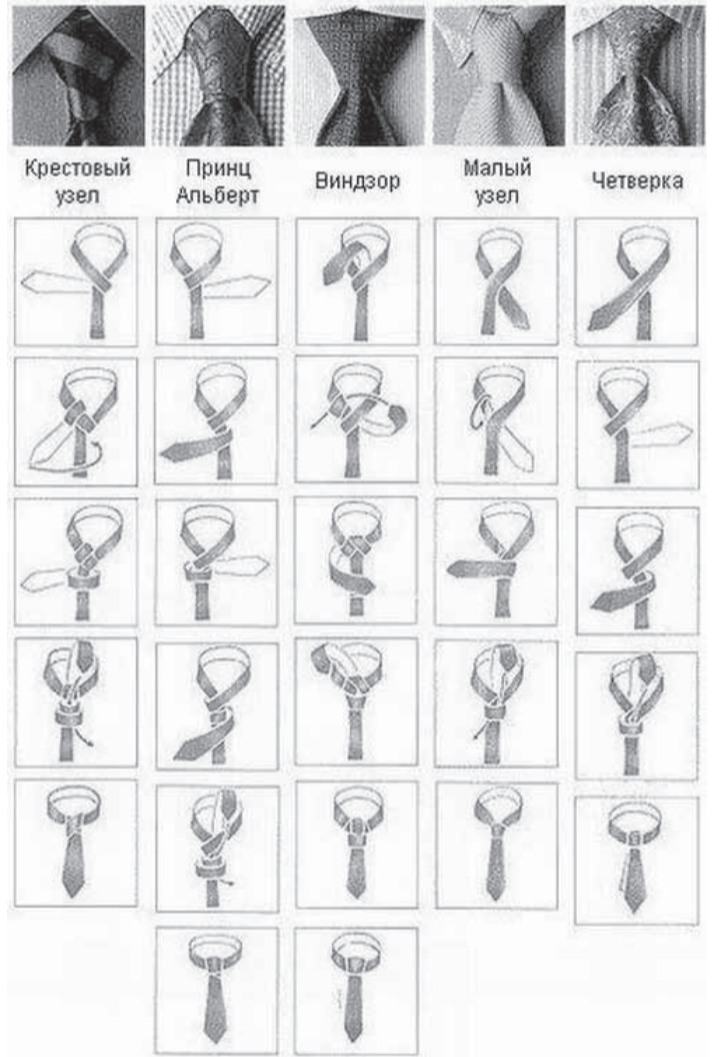 Крестовый
узел
Принц
Альберт
Виндзор
Малый
узел
Четверка